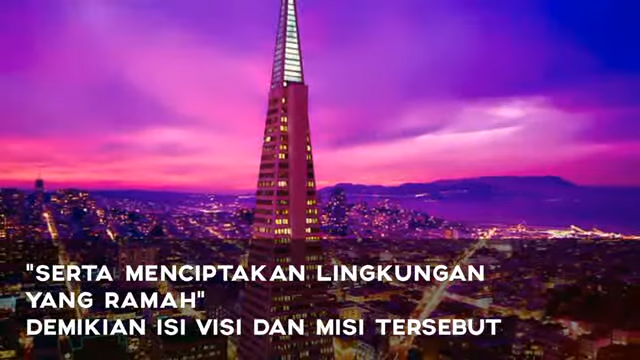 "SERTA MENCIPTAKAN LINGKUNGAN
YANG RAMAH"
DEMIKIAN ISI VISI DAN MISI TERSEBUT